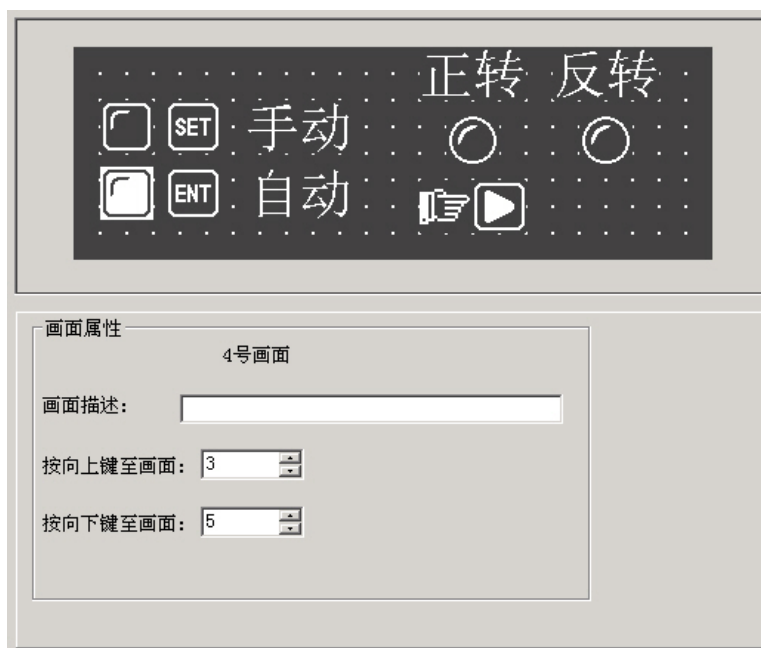 正转 反转
SET 手动
ENT 自动
画面属性
4号画面
画面描述：
按向上键至画面： 3
按向下键至画面： 5